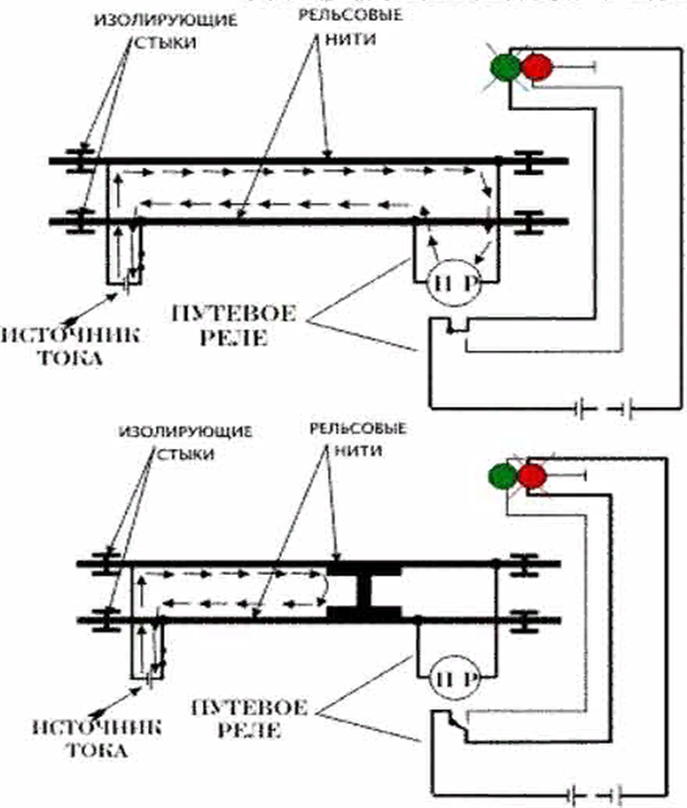 ИЗОЛИРУЮЩИЕ
СТЫКИ
РЕЛЬСОВЫЕ
НИТИ
П Р
ИСТОЧНИК
ТОКА
ПУТЕВОЕ
РЕЛЕ
ИЗОЛИРУЮЩИЕ
СТЫКИ
РЕЛЬСОВЫЕ
НИТИ
П Р
ИСТОЧНИК
ТОКА
ПУТЕВОЕ
РЕЛЕ